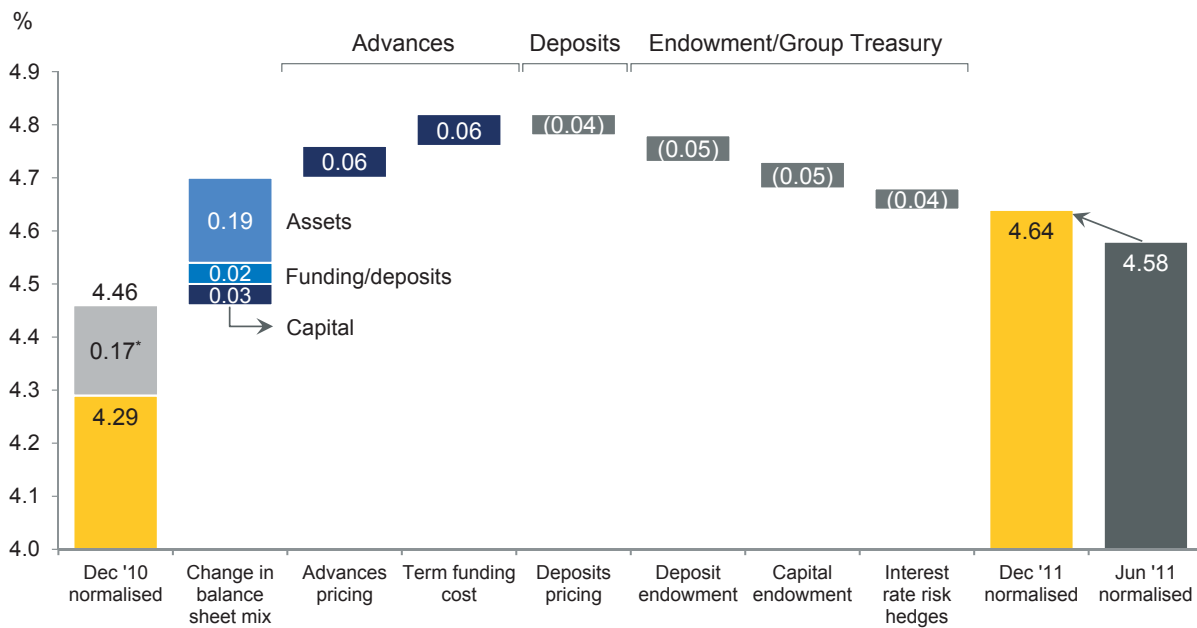 %
Advances
Deposits
Endowment/Group Treasury
4.9
4.8
4.7
4.6
4.5
4.4
4.3
4.2
4.1
4.0
4.46
0.17*
4.29
0.19
0.02
0.03
Assets
Funding/deposits
Capital
0.06
0.06
(0.04)
(0.05)
(0.05)
(0.04)
4.64
4.58
Dec '10
normalised
Change in
balance
sheet mix
Advances
pricing
Term funding
cost
Deposits
pricing
Deposit
endowment
Capital
endowment
Interest
rate risk
hedges
Dec '11
normalised
Jun '11
normalised